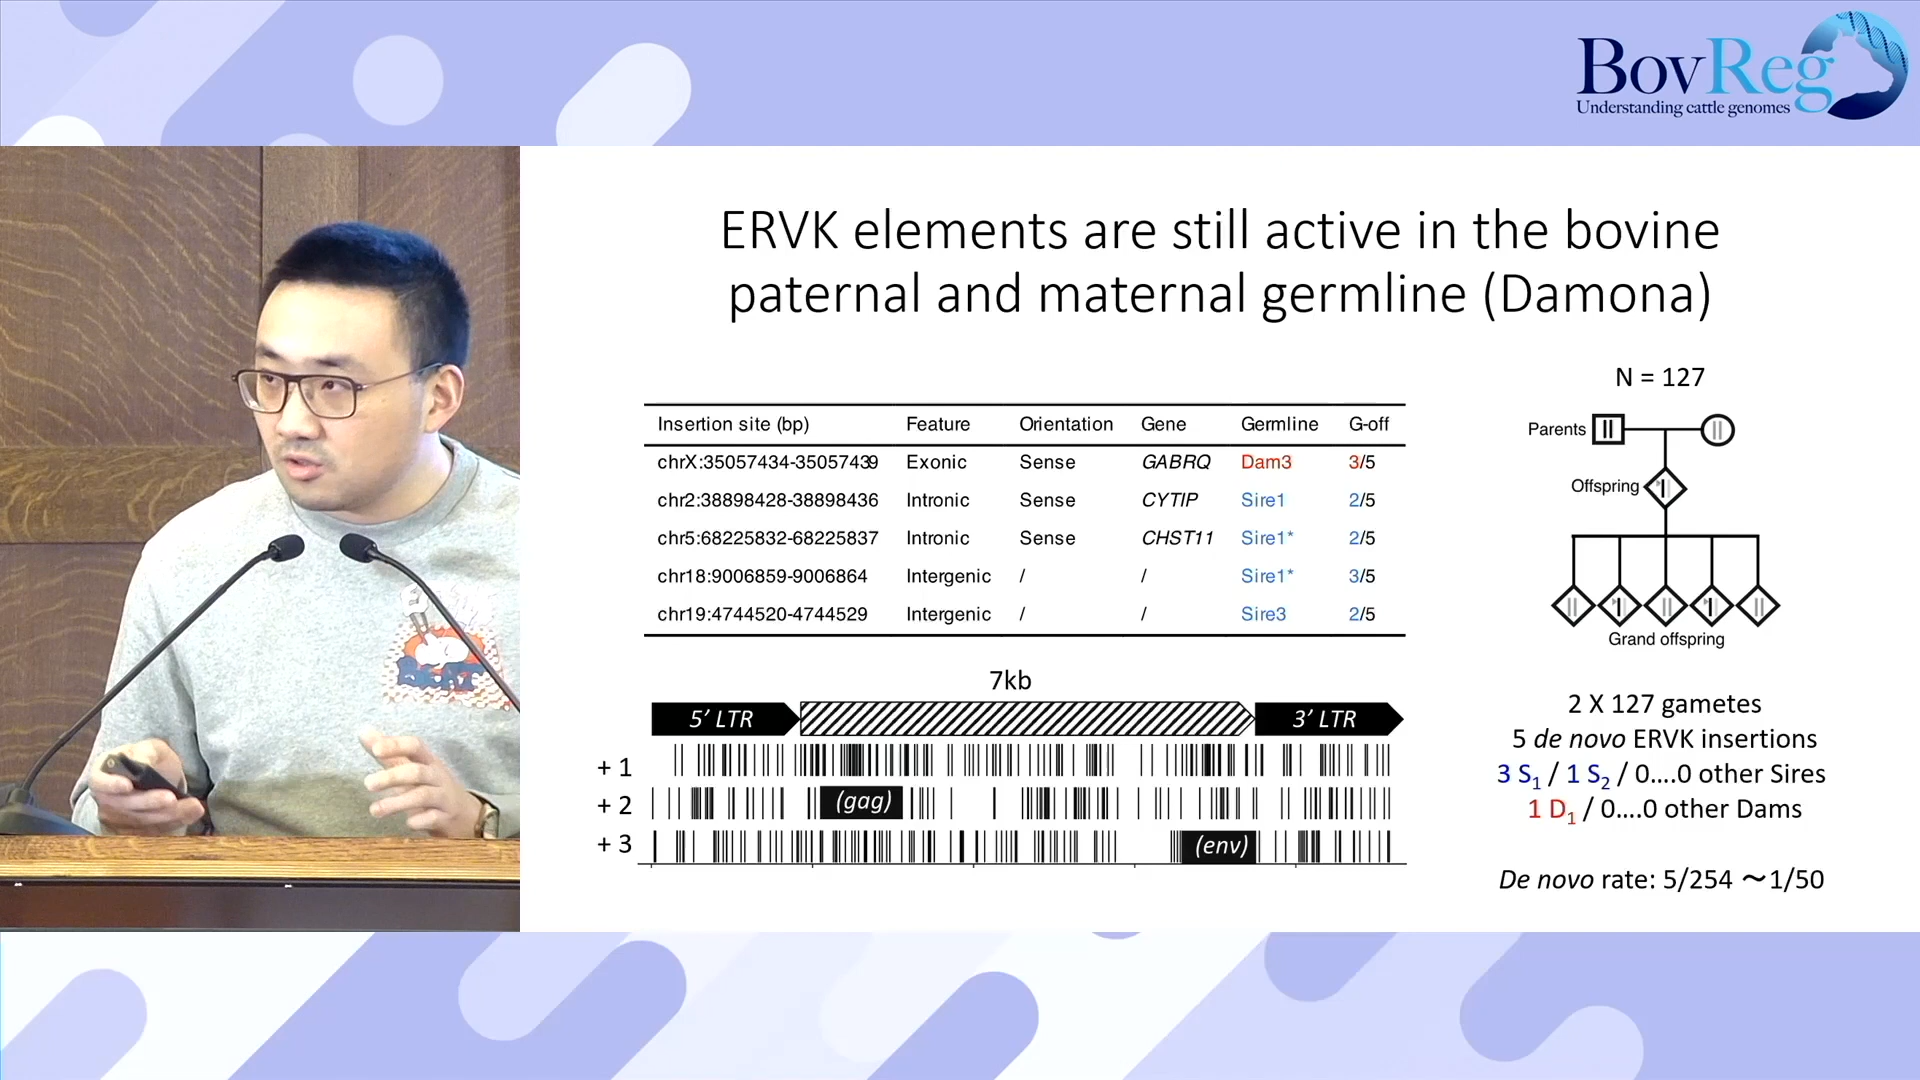 BovReg
Understanding cattle genomes
ERVK elements are still active in the bovine
paternal and maternal germline (Damona)
Insertion site (bp) Feature Orientation Gene Germline G-off
chrX:35057434-35057439 Exonic Sense GABRQ Dam3 3/5
chr2:38898428-38898436 Intronic Sense CYTIP Sire1 2/5
chr5:68225832-68225837 Intronic Sense CHST11 Sire1* 2/5
chr18:9006859-9006864 Intergenic / / Sire1* 3/5
chr19:4744520-4744529 Intergenic / / Sire3 2/5
7kb
5' LTR 3' LTR
+ 1
+ 2 (gag)
+ 3 (env)
N = 127
Parents
Offspring
Grand offspring
2 X 127 gametes
5 de novo ERVK insertions
3 S1 / 1 S2 / 0....0 other Sires
1 D1 / 0....0 other Dams
De novo rate: 5/254 ～1/50